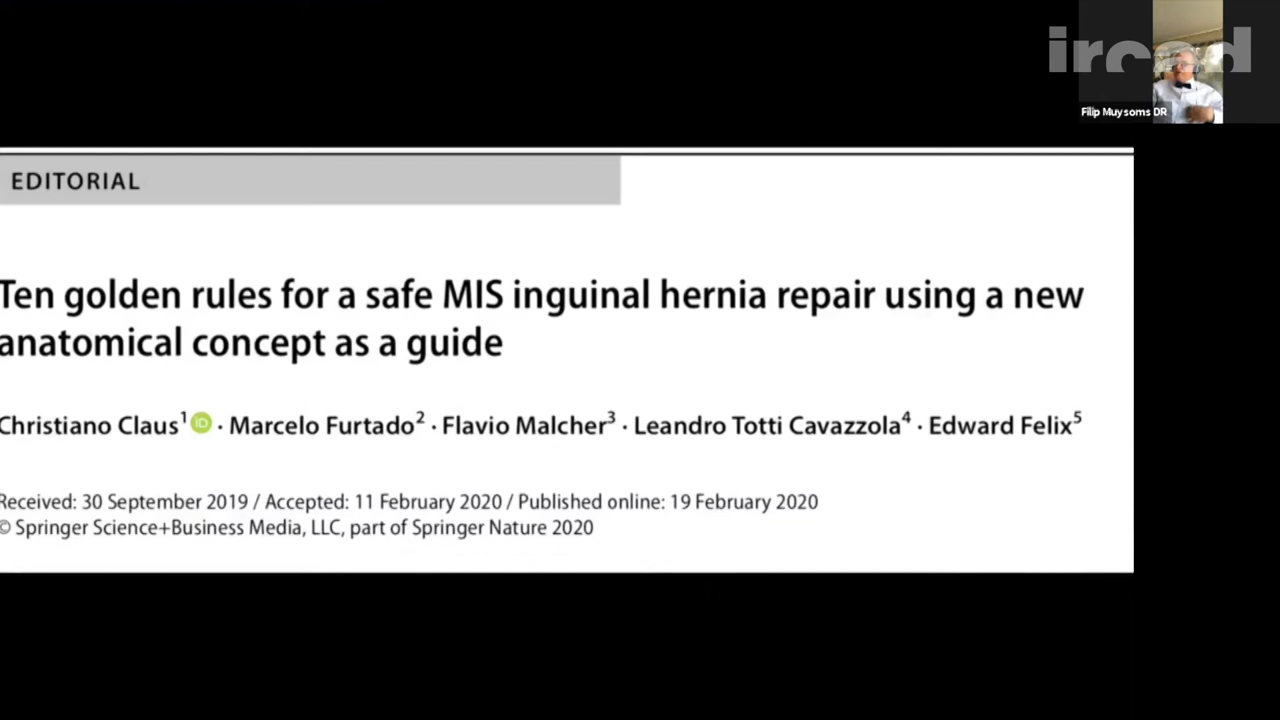 ircad
Filip Muysoms DR
EDITORIAL
Ten golden rules for a safe MIS inguinal hernia repair using a new
anatomical concept as a guide
Christiano Claus¹ iD · Marcelo Furtado² · Flavio Malcher³ · Leandro Totti Cavazzola⁴ · Edward Felix⁵
Received: 30 September 2019 / Accepted: 11 February 2020 / Published online: 19 February 2020
© Springer Science+Business Media, LLC, part of Springer Nature 2020